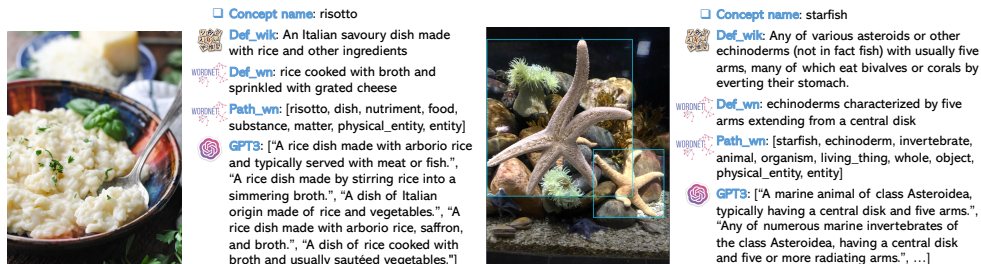 Concept name: risotto
Def_wik: An Italian savoury dish made
with rice and other ingredients
WORDNET Def_wn: rice cooked with broth and
sprinkled with grated cheese
WORDNET Path_wn: [risotto, dish, nutriment, food,
substance, matter, physical_entity, entity]
GPT3: ["A rice dish made with arborio rice
and typically served with meat or fish.",
"A rice dish made by stirring rice into a
simmering broth.", "A dish of Italian
origin made of rice and vegetables.", "A
rice dish made with arborio rice, saffron,
and broth.", "A dish of rice cooked with
broth and usually sautéed vegetables."]
Concept name: starfish
Def_wik: Any of various asteroids or other
echinoderms (not in fact fish) with usually five
arms, many of which eat bivalves or corals by
everting their stomach.
WORDNET Def_wn: echinoderms characterized by five
arms extending from a central disk
WORDNET Path_wn: [starfish, echinoderm, invertebrate,
animal, organism, living_thing, whole, object,
physical_entity, entity]
GPT3: ["A marine animal of class Asteroidea,
typically having a central disk and five arms.",
"Any of numerous marine invertebrates of
the class Asteroidea, having a central disk
and five or more radiating arms.", ...]